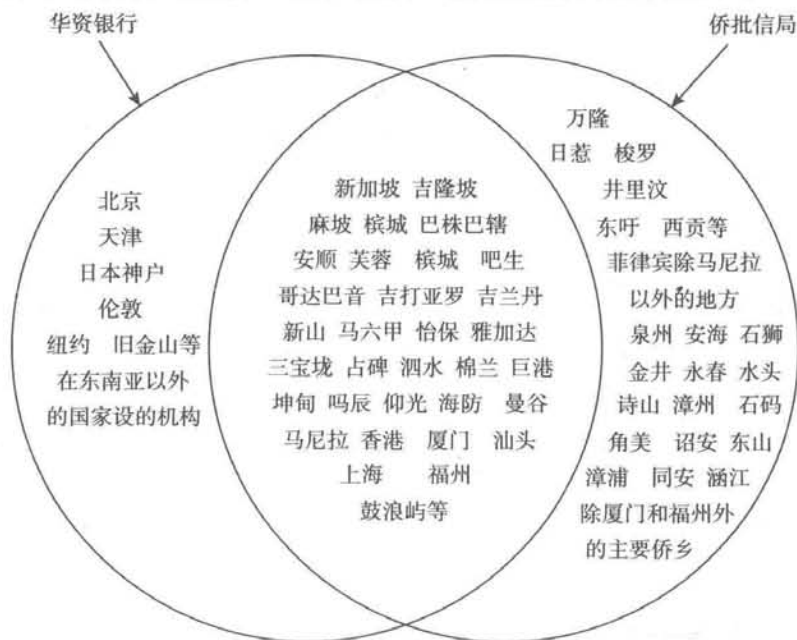 华资银行
侨批信局
北京
天津
日本神户
伦敦
纽约 旧金山等
在东南亚以外
的国家设的机构
新加坡 吉隆坡
麻坡 槟城 巴株巴辖
安顺 芙蓉 槟城 吧生
哥达巴音 吉打亚罗 吉兰丹
新山 马六甲 怡保 雅加达
三宝垅 占碑 泗水 棉兰 巨港
坤甸 吗辰 仰光 海防 曼谷
马尼拉 香港 厦门 汕头
上海 福州
鼓浪屿等
万隆
日惹 梭罗
井里汶
东吁 西贡等
菲律宾除马尼拉
以外的地方
泉州 安海 石狮
金井 永春 水头
诗山 漳州 石码
角美 诏安 东山
漳浦 同安 涵江
除厦门和福州外
的主要侨乡